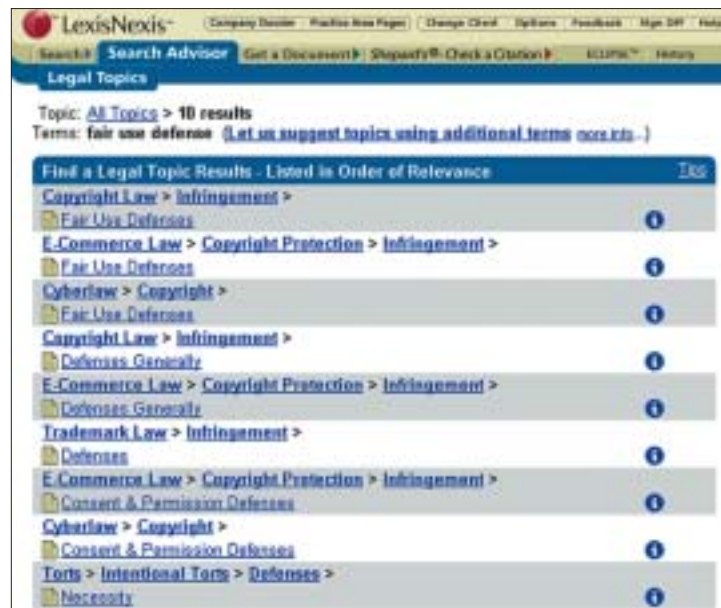 LexisNexis™ Company Dossier Practice Area Pages Change Client Options Feedback Sign Off Help
Search Search Advisor Get a Document Shepard's® - Check a Citation ECLIPSE™ History
Legal Topics
Topic: All Topics > 10 results
Terms: fair use defense (Let us suggest topics using additional terms more info...)
Find a Legal Topic Results - Listed in Order of Relevance Tips
Copyright Law > Infringement >
Fair Use Defenses
E-Commerce Law > Copyright Protection > Infringement >
Fair Use Defenses
Cyberlaw > Copyright >
Fair Use Defenses
Copyright Law > Infringement >
Defenses Generally
E-Commerce Law > Copyright Protection > Infringement >
Defenses Generally
Trademark Law > Infringement >
Defenses
E-Commerce Law > Copyright Protection > Infringement >
Consent & Permission Defenses
Cyberlaw > Copyright >
Consent & Permission Defenses
Torts > Intentional Torts > Defenses >
Necessity